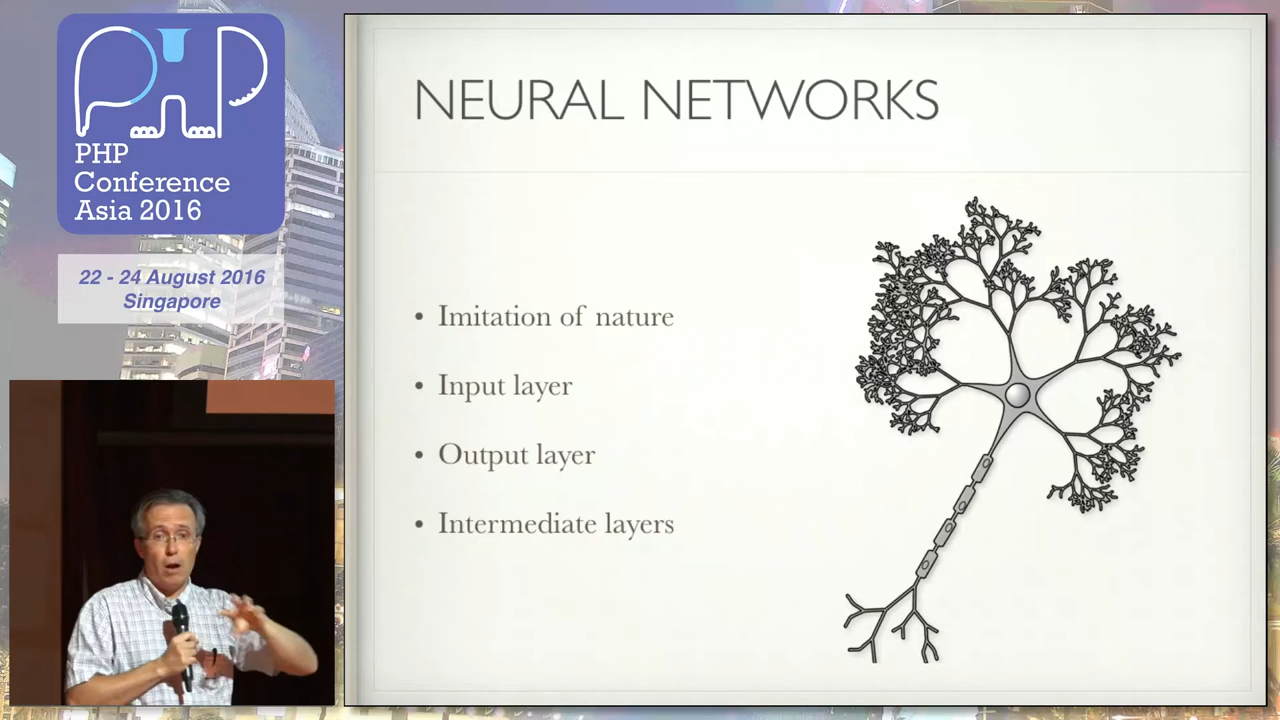 PHP
PHP
Conference
Asia 2016
22 - 24 August 2016
Singapore
NEURAL NETWORKS
• Imitation of nature
• Input layer
• Output layer
• Intermediate layers